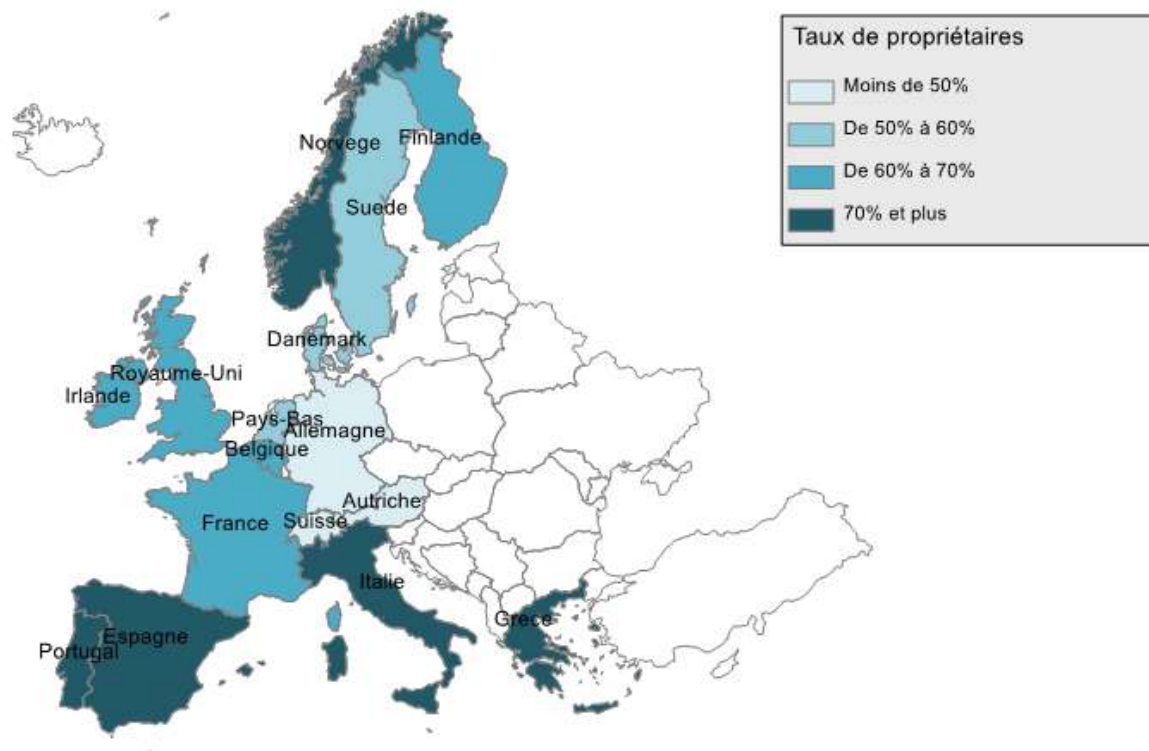 Taux de propriétaires
Moins de 50%
De 50% à 60%
De 60% à 70%
70% et plus
Norvege
Finlande
Suede
Danemark
Royaume-Uni
Irlande
Pays-Bas
Allemagne
Belgique
Autriche
Suisse
France
Italie
Grece
Espagne
Portugal